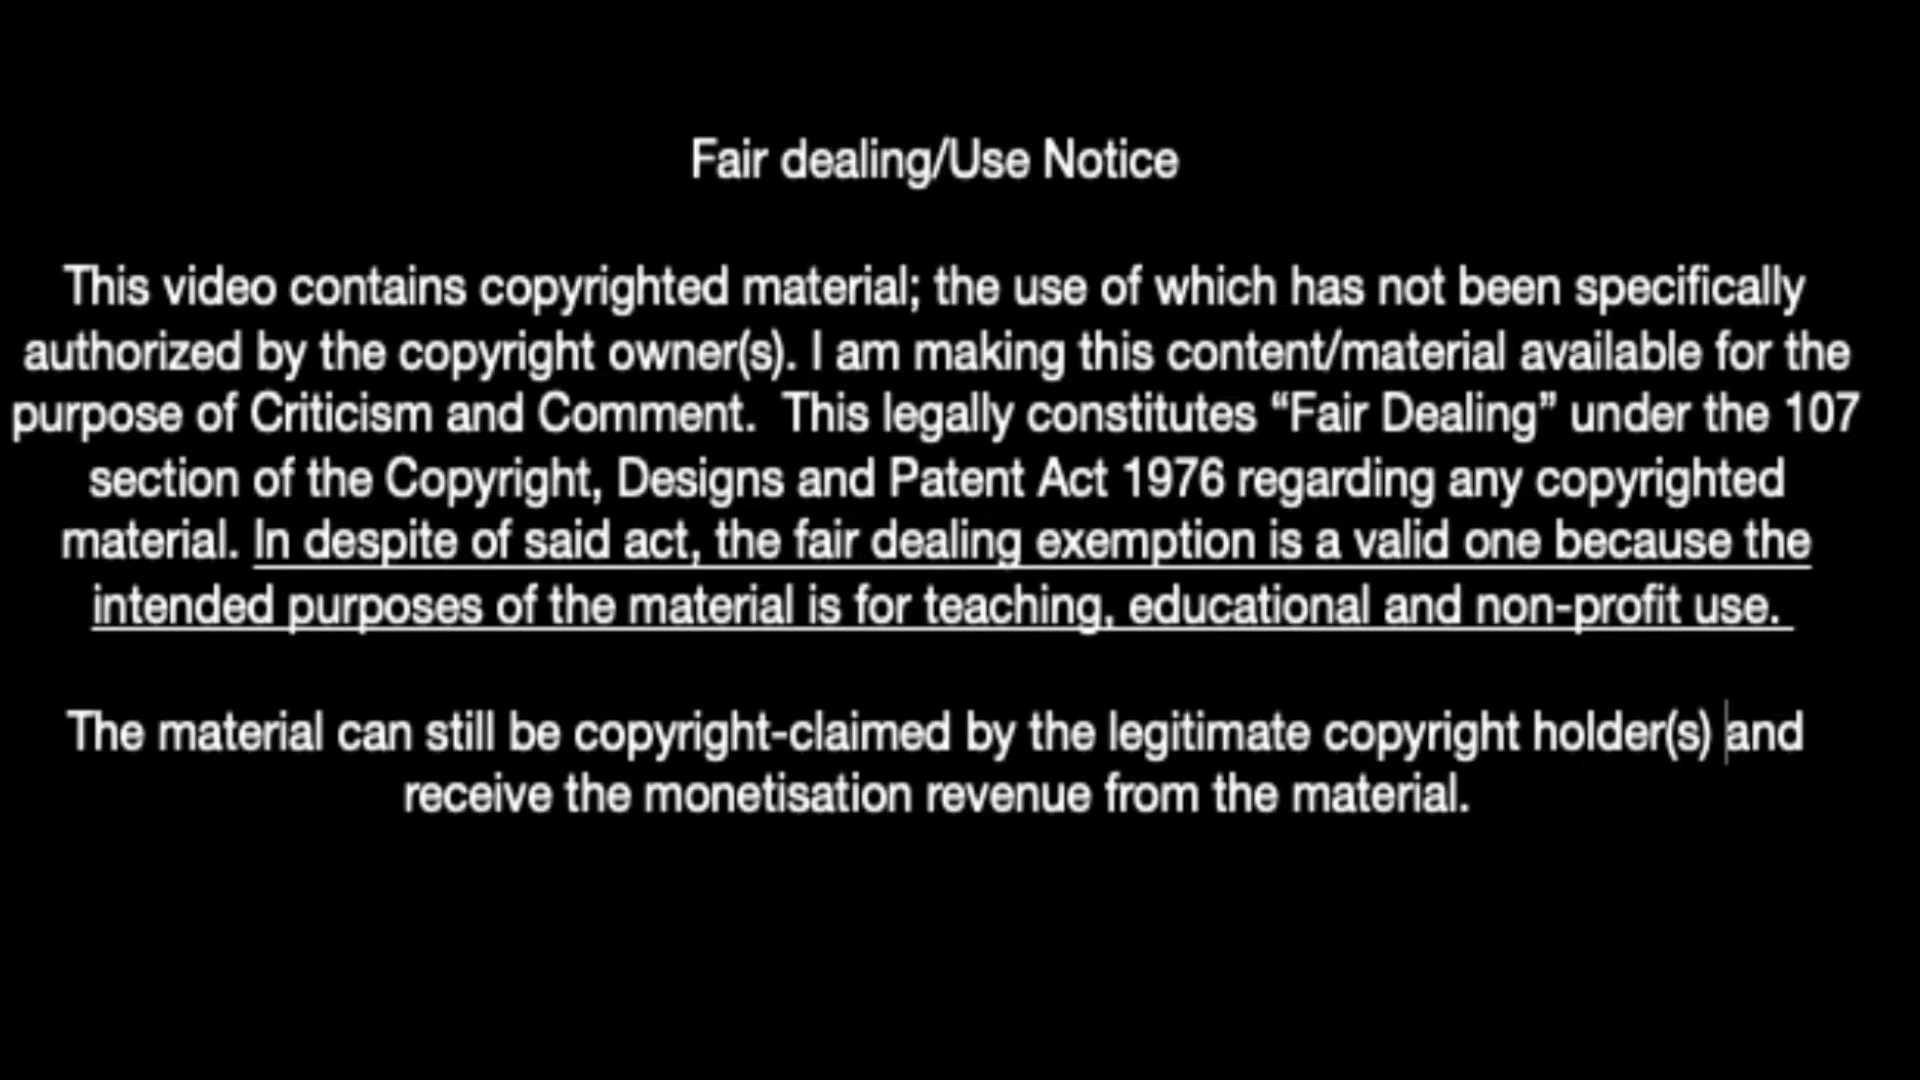 Fair dealing/Use Notice
This video contains copyrighted material; the use of which has not been specifically
authorized by the copyright owner(s). I am making this content/material available for the
purpose of Criticism and Comment.  This legally constitutes “Fair Dealing” under the 107
section of the Copyright, Designs and Patent Act 1976 regarding any copyrighted
material. In despite of said act, the fair dealing exemption is a valid one because the
intended purposes of the material is for teaching, educational and non-profit use.
The material can still be copyright-claimed by the legitimate copyright holder(s) and
receive the monetisation revenue from the material.